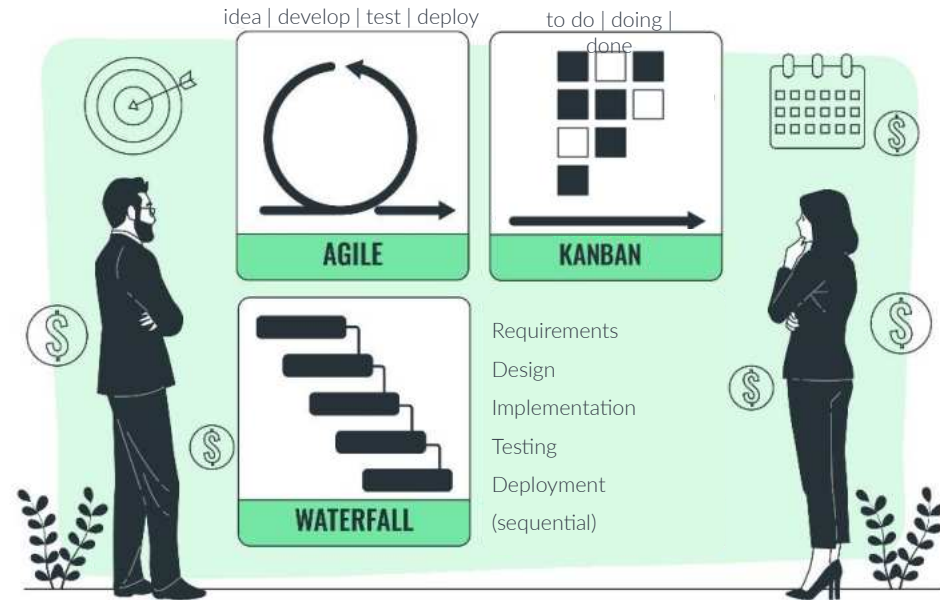 idea | develop | test | deploy
to do | doing |
done
AGILE
KANBAN
WATERFALL
Requirements
Design
Implementation
Testing
Deployment
(sequential)
$
$
$
$
$